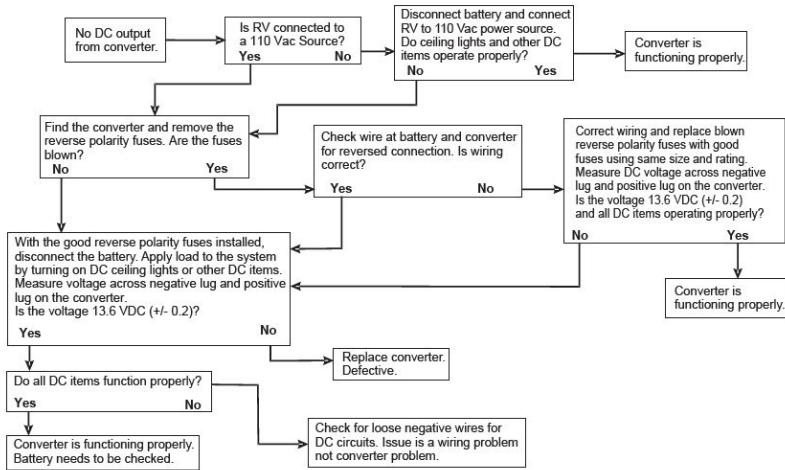 No DC output
from converter.
Is RV connected to
a 110 Vac Source?
Yes No
Disconnect battery and connect
RV to 110 Vac power source.
Do ceiling lights and other DC
items operate properly?
No Yes
Converter is
functioning properly.
Find the converter and remove the
reverse polarity fuses. Are the fuses
blown?
No Yes
Check wire at battery and converter
for reversed connection. Is wiring
correct?
Yes No
Correct wiring and replace blown
reverse polarity fuses with good
fuses using same size and rating.
Measure DC voltage across negative
lug and positive lug on the converter.
Is the voltage 13.6 VDC (+/- 0.2)
and all DC items operating properly?
No Yes
Converter is
functioning properly.
With the good reverse polarity fuses installed,
disconnect the battery. Apply load to the system
by turning on DC ceiling lights or other DC items.
Measure voltage across negative lug and positive
lug on the converter.
Is the voltage 13.6 VDC (+/- 0.2)?
Yes No
Replace converter.
Defective.
Do all DC items function properly?
Yes No
Converter is functioning properly.
Battery needs to be checked.
Check for loose negative wires for
DC circuits. Issue is a wiring problem
not converter problem.